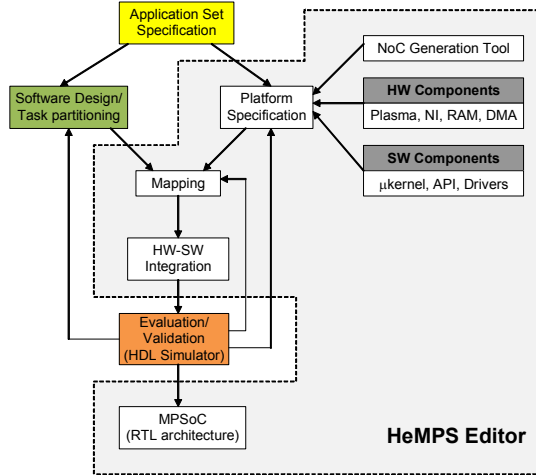 Application Set
Specification
NoC Generation Tool
Software Design/
Task partitioning
Platform
Specification
HW Components
Plasma, NI, RAM, DMA
SW Components
μkernel, API, Drivers
Mapping
HW-SW
Integration
Evaluation/
Validation
(HDL Simulator)
MPSoC
(RTL architecture)
HeMPS Editor